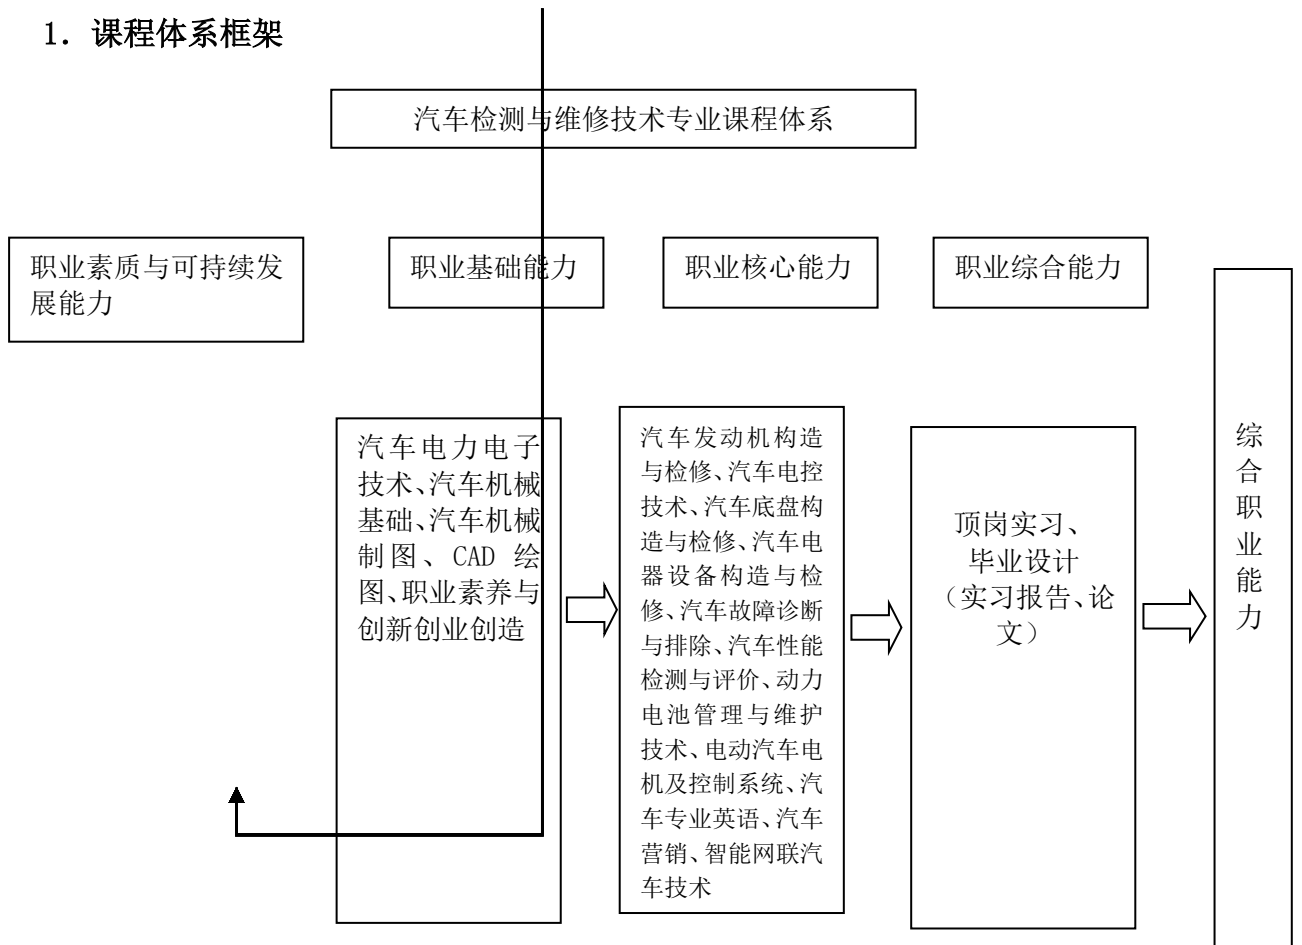 1. 课程体系框架
汽车检测与维修技术专业课程体系
职业素质与可持续发
展能力
职业基础能力
职业核心能力
职业综合能力
汽车电力电子
技术、汽车机械
基础、汽车机械
制图、CAD 绘
图、职业素养与
创新创业创造
汽车发动机构造
与检修、汽车电控
技术、汽车底盘构
造与检修、汽车电
器设备构造与检
修、汽车故障诊断
与排除、汽车性能
检测与评价、动力
电池管理与维护
技术、电动汽车电
机及控制系统、汽
车专业英语、汽车
营销、智能网联汽
车技术
顶岗实习、
毕业设计
（实习报告、论
文）
综
合
职
业
能
力